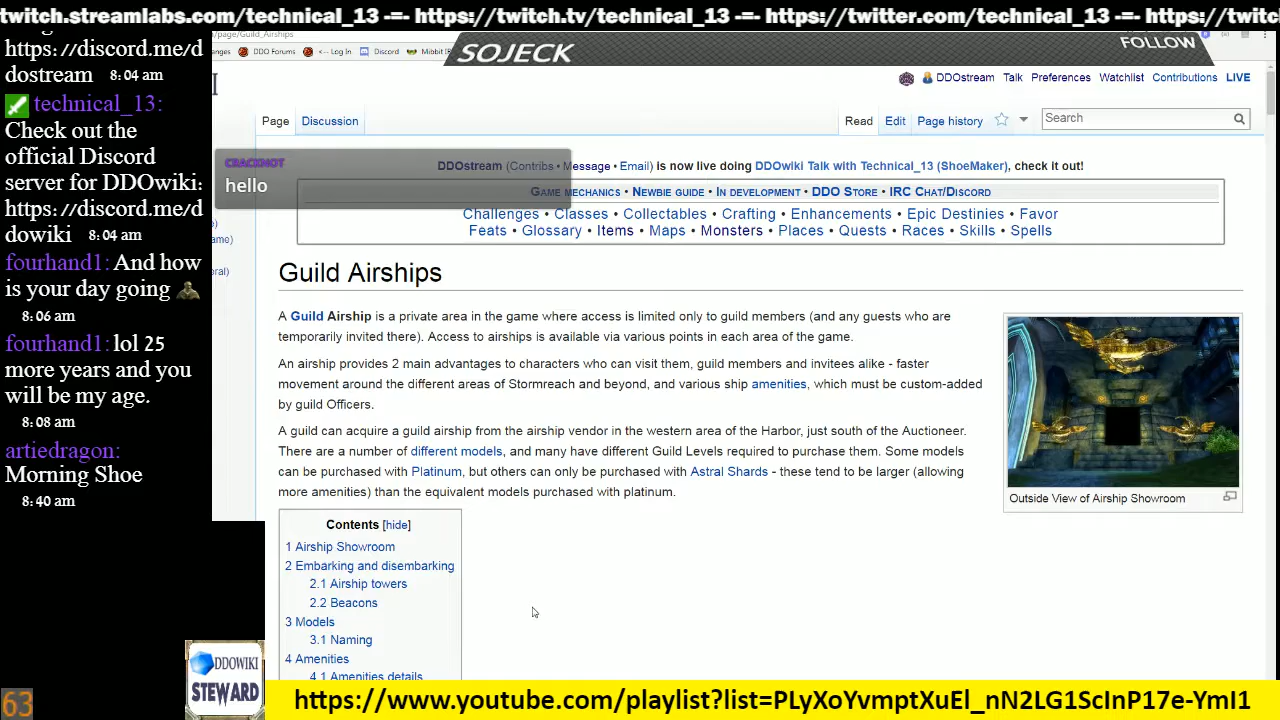 www.streamlabs.com/technical_13 -=- https://twitch.tv/technical_13 -=- https://twitter.com/technical_13 -=- https://
/page/Guild_Airships
DDO Forums <-- Log In Discord
SOJECK
FOLLOW
https://discord.me/d
dostream 8:04 am
technical_13:
Check out the
official Discord
server for DDOwiki:
https://discord.me/d
dowiki 8:04 am
fourhand1: And how
is your day going
8:06 am
fourhand1: lol 25
more years and you
will be my age.
8:08 am
artiedragon:
Morning Shoe
8:40 am
63
DDOstream Talk Preferences Watchlist Contributions LIVE
Page Discussion
Read Edit Page history
Search
CRACKNOT
hello
DDOstream (Contribs • Message • Email) is now live doing DDOwiki Talk with Technical_13 (ShoeMaker), check it out!
Game mechanics • Newbie guide • In development • DDO Store • IRC Chat/Discord
Challenges • Classes • Collectables • Crafting • Enhancements • Epic Destinies • Favor
Feats • Glossary • Items • Maps • Monsters • Places • Quests • Races • Skills • Spells
Guild Airships
A Guild Airship is a private area in the game where access is limited only to guild members (and any guests who are
temporarily invited there). Access to airships is available via various points in each area of the game.
An airship provides 2 main advantages to characters who can visit them, guild members and invitees alike - faster
movement around the different areas of Stormreach and beyond, and various ship amenities, which must be custom-added
by guild Officers.
A guild can acquire a guild airship from the airship vendor in the western area of the Harbor, just south of the Auctioneer.
There are a number of different models, and many have different Guild Levels required to purchase them. Some models
can be purchased with Platinum, but others can only be purchased with Astral Shards - these tend to be larger (allowing
more amenities) than the equivalent models purchased with platinum.
Outside View of Airship Showroom
Contents [hide]
1 Airship Showroom
2 Embarking and disembarking
2.1 Airship towers
2.2 Beacons
3 Models
3.1 Naming
4 Amenities
4.1 Amenities details
DDOWIKI
STEWARD
https://www.youtube.com/playlist?list=PLyXoYvmptXuEl_nN2LG1ScInP17e-YmI1